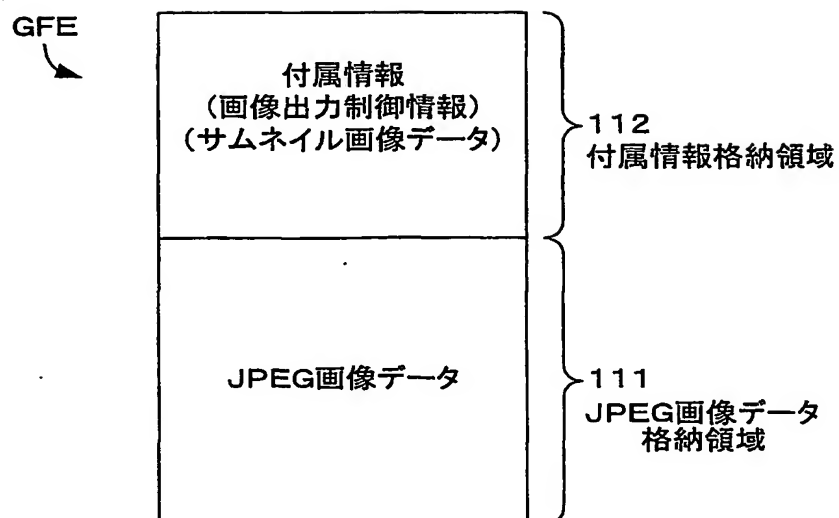 GFE
付属情報
(画像出力制御情報)
(サムネイル画像データ)
112
付属情報格納領域
JPEG画像データ
111
JPEG画像データ
格納領域